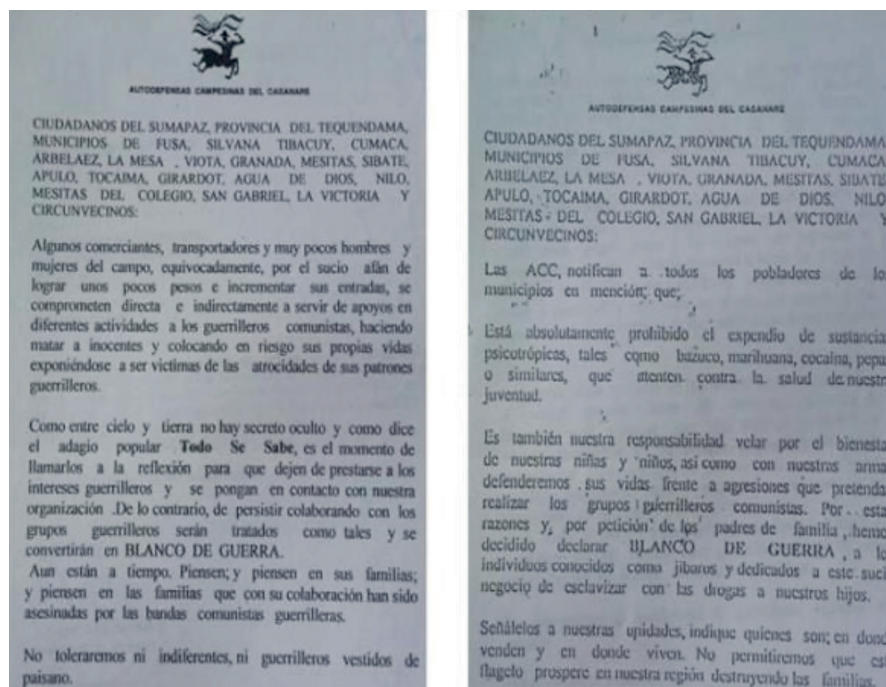 AUTODEFENSAS CAMPESINAS DEL CASANARE
CIUDADANOS DEL SUMAPAZ, PROVINCIA DEL TEQUENDAMA,
MUNICIPIOS DE FUSA, SILVANA TIBACUY, CUMACA,
ARBELAEZ, LA MESA , VIOTA, GRANADA, MESITAS, SIBATE,
APULO, TOCAIMA, GIRARDOT, AGUA DE DIOS, NILO,
MESITAS DEL COLEGIO, SAN GABRIEL, LA VICTORIA Y
CIRCUNVECINOS:
Algunos comerciantes, transportadores y muy pocos hombres y
mujeres del campo, equivocadamente, por el sucio afán de
lograr unos pocos pesos e incrementar sus entradas, se
comprometen directa e indirectamente a servir de apoyos en
diferentes actividades a los guerrilleros comunistas, haciendo
matar a inocentes y colocando en riesgo sus propias vidas
exponiéndose a ser victimas de las atrocidades de sus patrones
guerrilleros.
Como entre cielo y tierra no hay secreto oculto y como dice
el adagio popular Todo Se Sabe, es el momento de
llamarlos a la reflexión para que dejen de prestarse a los
intereses guerrilleros y se pongan en contacto con nuestra
organización .De lo contrario, de persistir colaborando con los
grupos guerrilleros serán tratados como tales y se
convertirán en BLANCO DE GUERRA.
Aun están a tiempo. Piensen; y piensen en sus familias;
y piensen en las familias que con su colaboración han sido
asesinadas por las bandas comunistas guerrilleras.
No toleraremos ni indiferentes, ni guerrilleros vestidos de
paisano.
AUTODEFENSAS CAMPESINAS DEL CASANARE
CIUDADANOS DEL SUMAPAZ, PROVINCIA DEL TEQUENDAMA
MUNICIPIOS DE FUSA, SILVANA TIBACUY, CUMACA
ARBELAEZ, LA MESA , VIOTA, GRANADA, MESITAS, SIBATE
APULO, TOCAIMA, GIRARDOT, AGUA DE DIOS, NILO
MESITAS DEL COLEGIO, SAN GABRIEL, LA VICTORIA Y
CIRCUNVECINOS:
Las ACC, notifican a todos los pobladores de lo
municipios en mención; que;
Está absolutamente prohibido el expendio de sustancia
psicotrópicas, tales como bazuco, marihuana, cocaina, pepa
o similares, que atenten contra la salud de nuestr
juventud.
Es también nuestra responsabilidad velar por el bienesta
de nuestras niñas y niños, asi como con nuestras arma
defenderemos sus vidas frente a agresiones que pretenda
realizar los grupos guerrilleros comunistas. Por esta
razones y, por petición de los padres de familia , hemo
decidido declarar BLANCO DE GUERRA , a lo
individuos conocidos como jibaros y dedicados a este suci
negocio de esclavizar con las drogas a nuestros hijos.
Señálelos a nuestras unidades, indique quienes son; en dond
venden y en donde viven. No permitiremos que est
flagelo prospere en nuestra región destruyendo las familias.